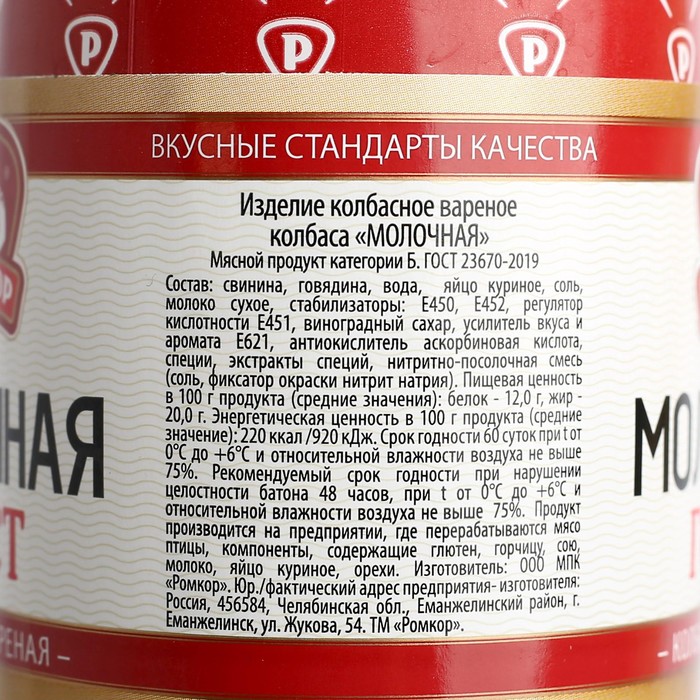 Р Р Р
ВКУСНЫЕ СТАНДАРТЫ КАЧЕСТВА
Изделие колбасное вареное
колбаса «МОЛОЧНАЯ»
Мясной продукт категории Б. ГОСТ 23670-2019
Состав: свинина, говядина, вода, яйцо куриное, соль,
молоко сухое, стабилизаторы: Е450, Е452, регулятор
кислотности Е451, виноградный сахар, усилитель вкуса и
аромата Е621, антиокислитель аскорбиновая кислота,
специи, экстракты специй, нитритно-посолочная смесь
(соль, фиксатор окраски нитрит натрия). Пищевая ценность
в 100 г продукта (средние значения): белок - 12,0 г, жир -
20,0 г. Энергетическая ценность в 100 г продукта (средние
значение): 220 ккал /920 кДж. Срок годности 60 суток при t от
0°С до +6°С и относительной влажности воздуха не выше
75%. Рекомендуемый срок годности при нарушении
целостности батона 48 часов, при t от 0°С до +6°С и
относительной влажности воздуха не выше 75%. Продукт
производится на предприятии, где перерабатываются мясо
птицы, компоненты, содержащие глютен, горчицу, сою,
молоко, яйцо куриное, орехи. Изготовитель: ООО МПК
«Ромкор». Юр./фактический адрес предприятия- изготовителя:
Россия, 456584, Челябинская обл., Еманжелинский район, г.
Еманжелинск, ул. Жукова, 54. ТМ «Ромкор».